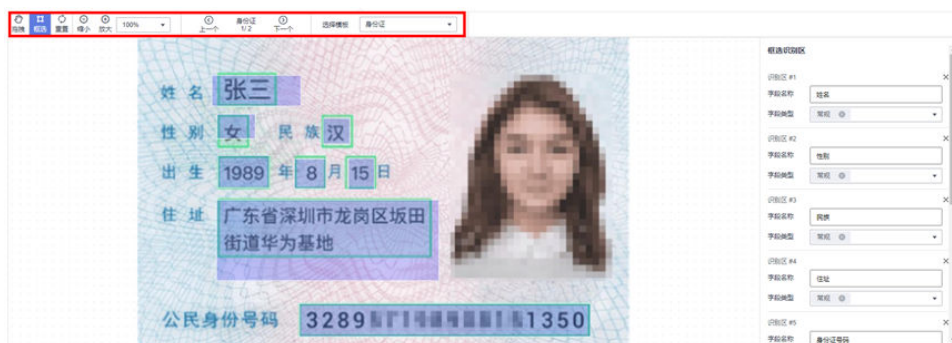 拖拽 框选 重置 缩小 放大 100% 上一个 身份证 1/2 下一个 选择模板 身份证
框选识别区
识别区 #1
字段名称 姓名
字段类型 常规
识别区 #2
字段名称 性别
字段类型 常规
识别区 #3
字段名称 民族
字段类型 常规
识别区 #4
字段名称 住址
字段类型 常规
识别区 #5
字段名称 身份证号码
姓名 张三
性别 女 民族 汉
出生 1989 年 8 月 15 日
住址 广东省深圳市龙岗区坂田
街道华为基地
公民身份号码 3289 1350